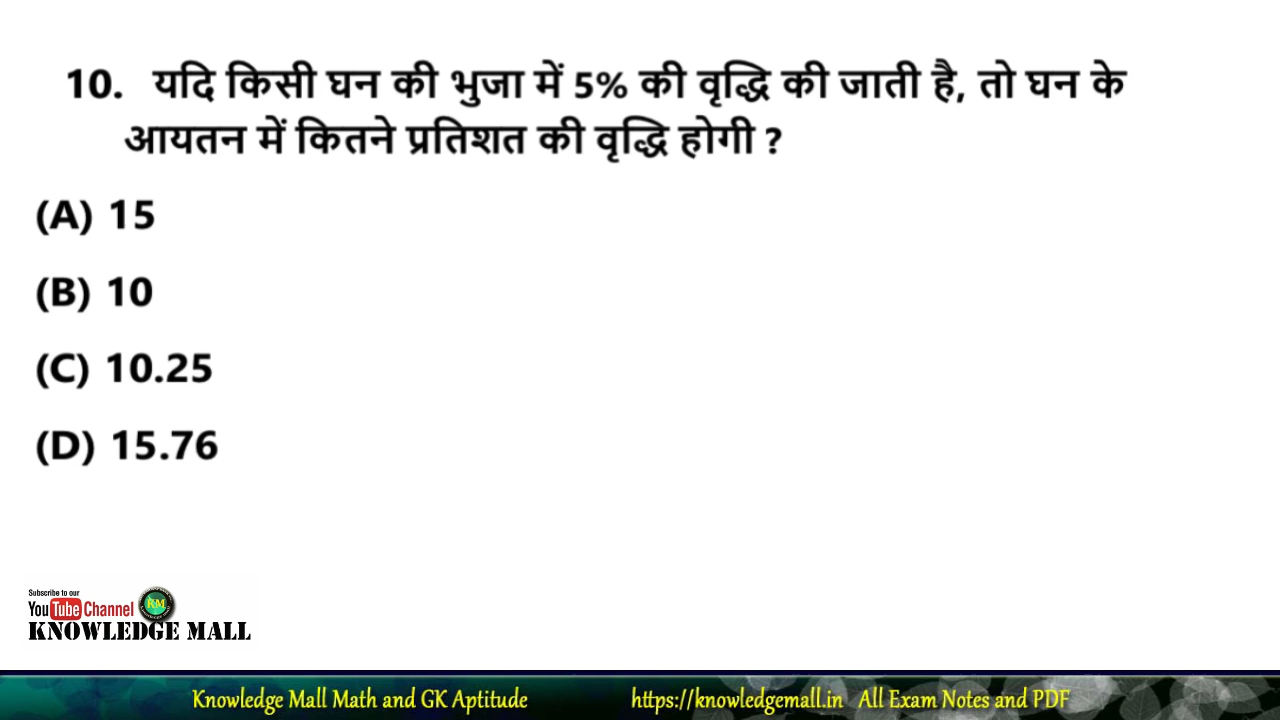 10. यदि किसी घन की भुजा में 5% की वृद्धि की जाती है, तो घन के
आयतन में कितने प्रतिशत की वृद्धि होगी ?
(A) 15
(B) 10
(C) 10.25
(D) 15.76
Subscribe to our
YouTube Channel RM
KNOWLEDGE MALL
Knowledge Mall Math and GK Aptitude https://knowledgemall.in All Exam Notes and PDF